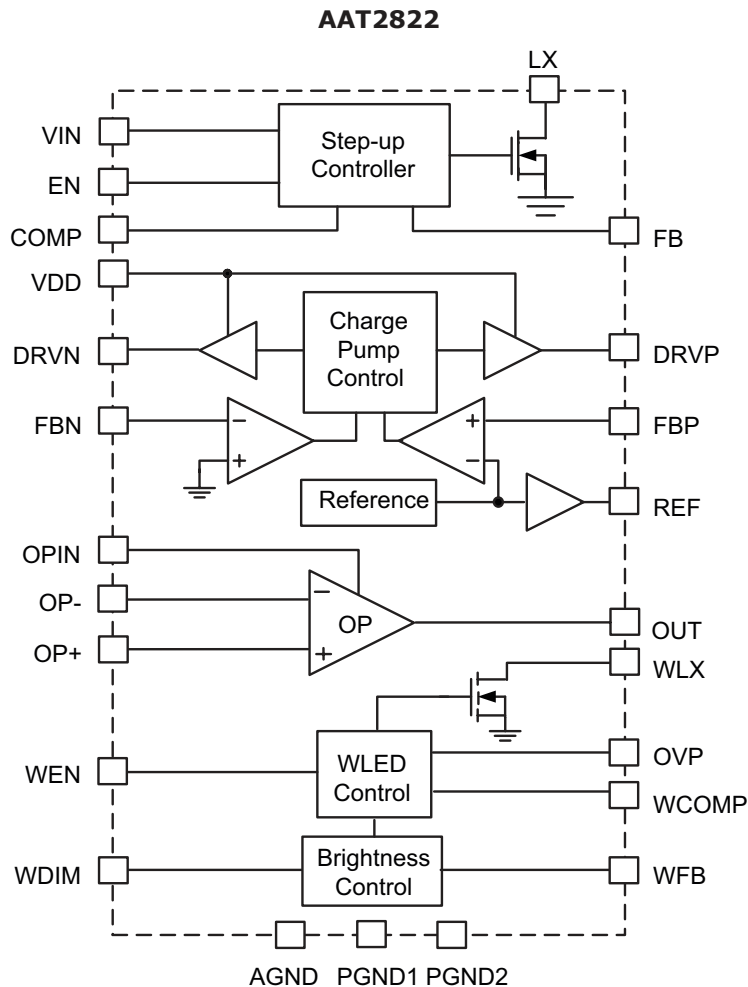 AAT2822
LX
VIN
Step-up
Controller
EN
COMP
FB
VDD
Charge
Pump
Control
DRVN
DRVP
FBN
−
+
+
−
FBP
Reference
REF
OPIN
OP-
−
OP
OUT
OP+
+
WLX
WEN
WLED
Control
OVP
WCOMP
WDIM
Brightness
Control
WFB
AGND PGND1 PGND2